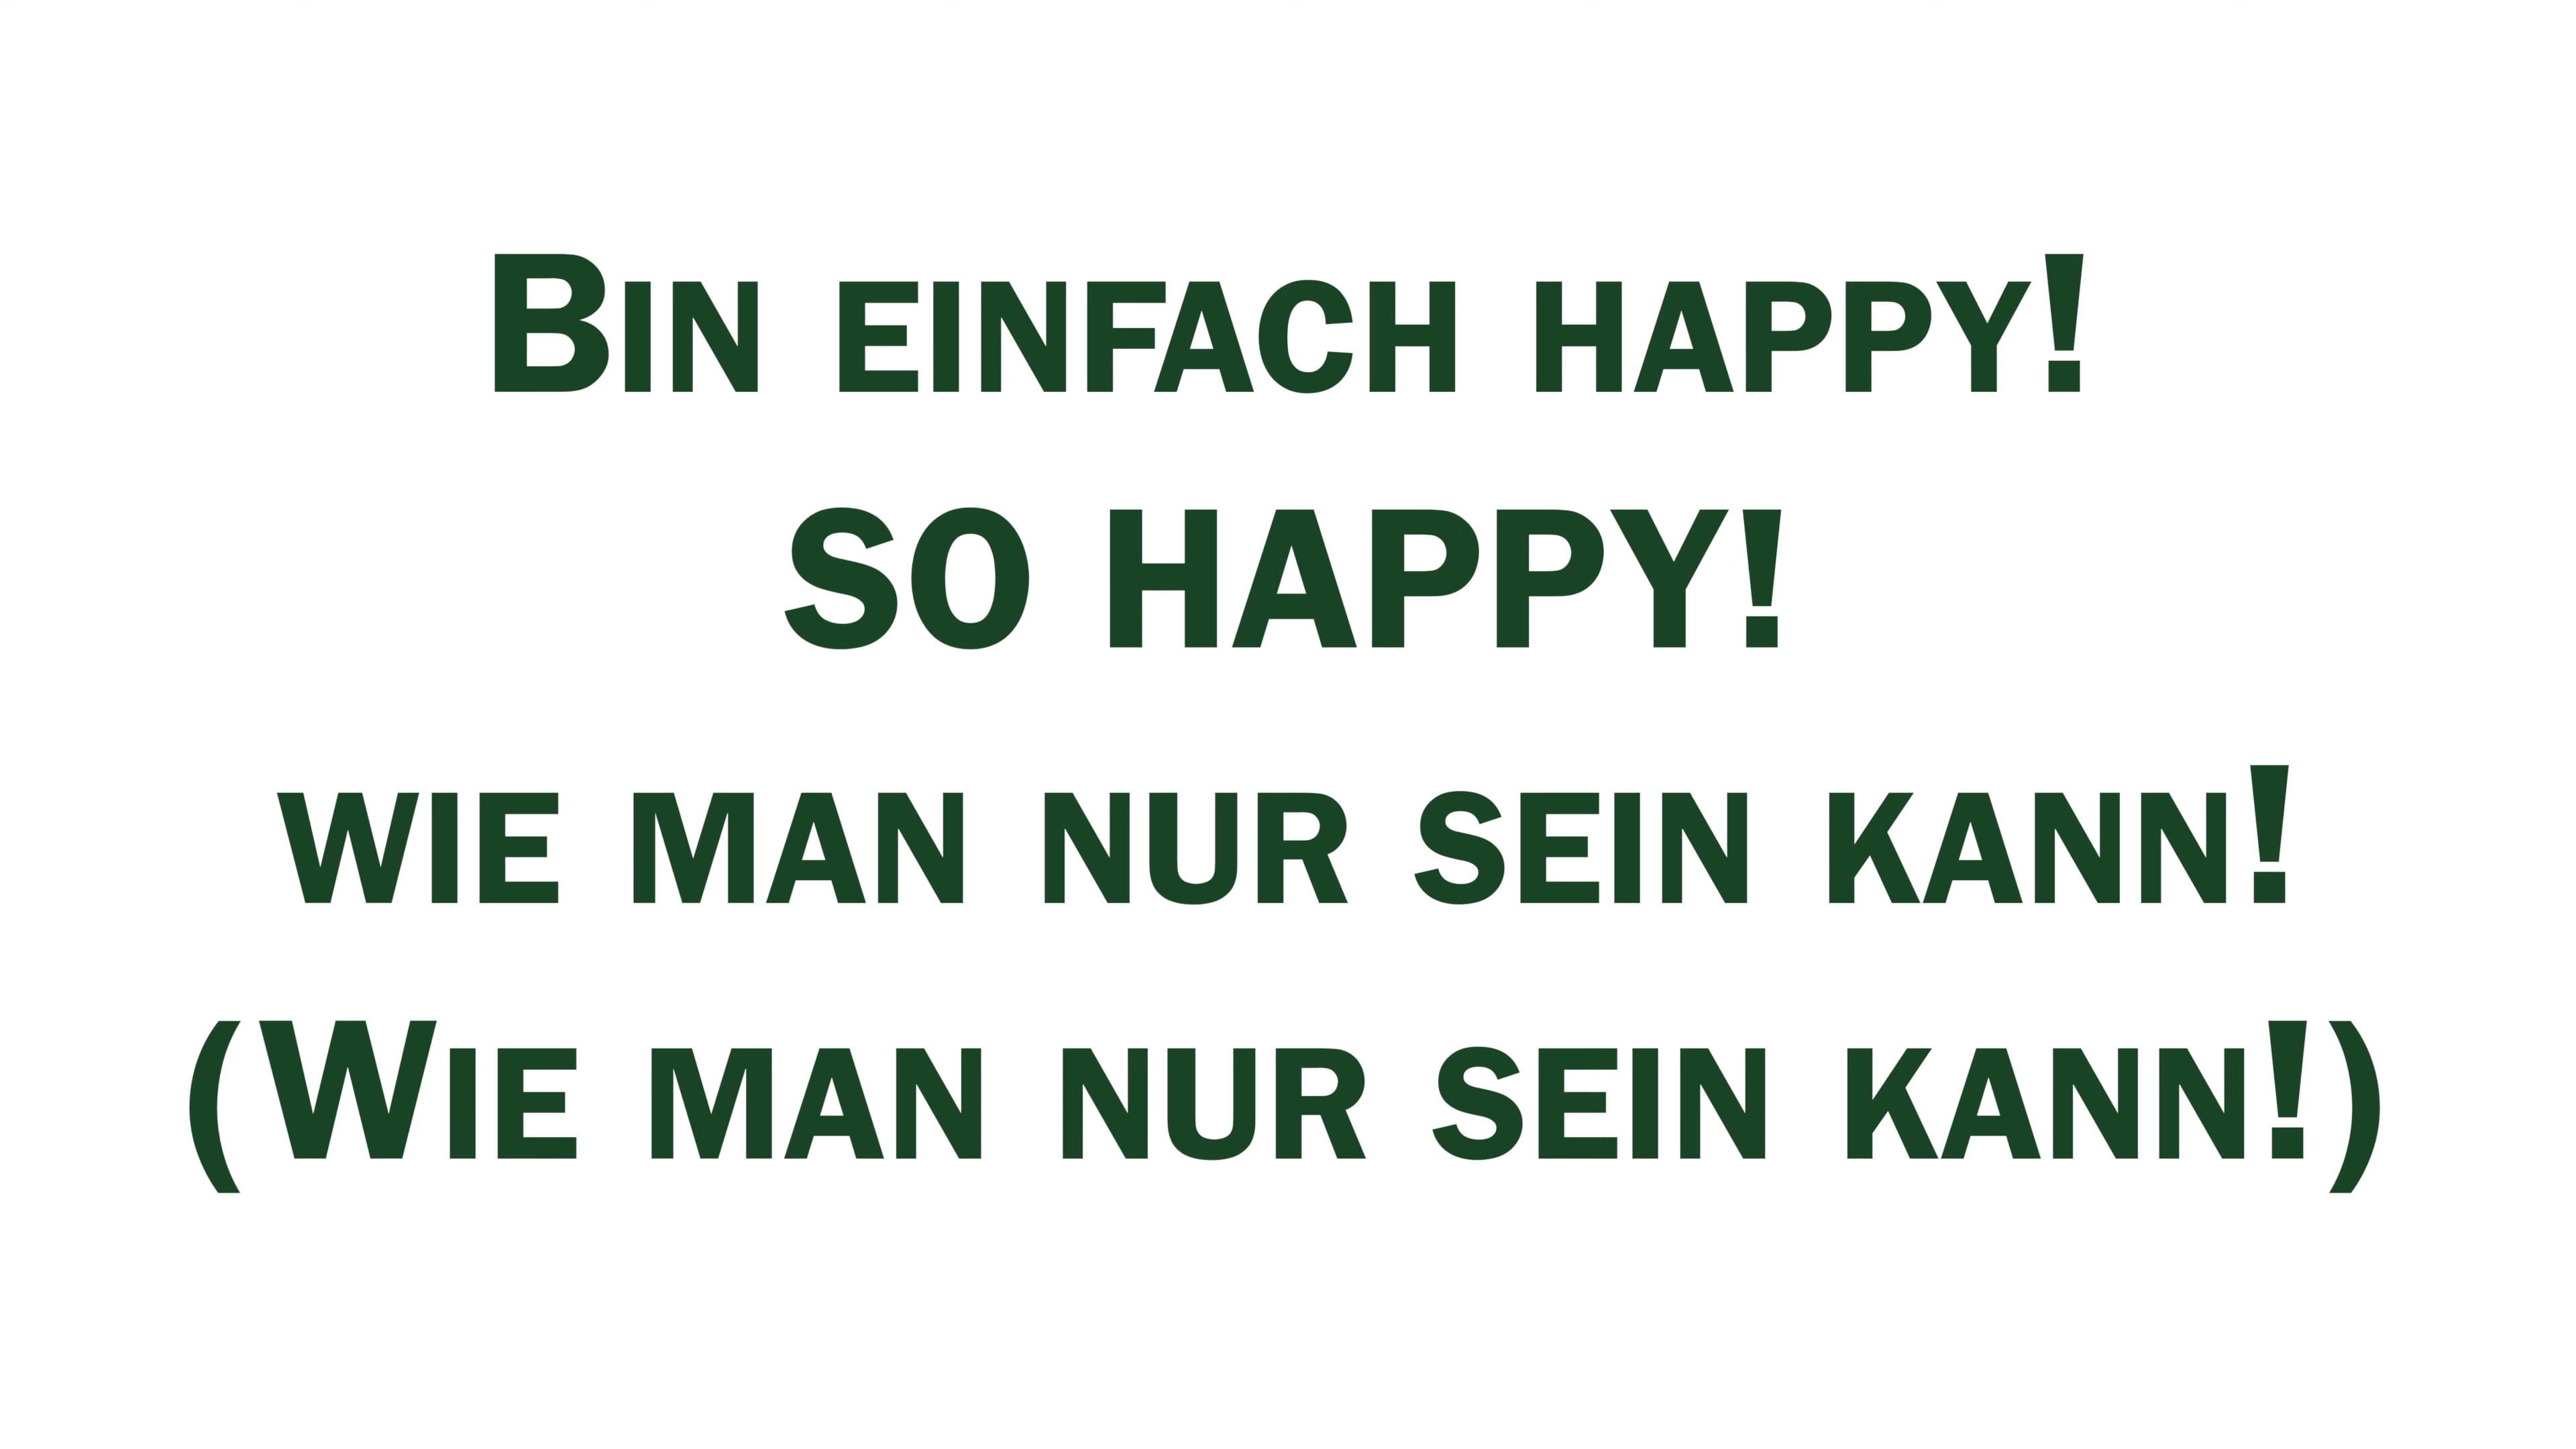 Bin einfach happy!
SO HAPPY!
wie man nur sein kann!
(Wie man nur sein kann!)